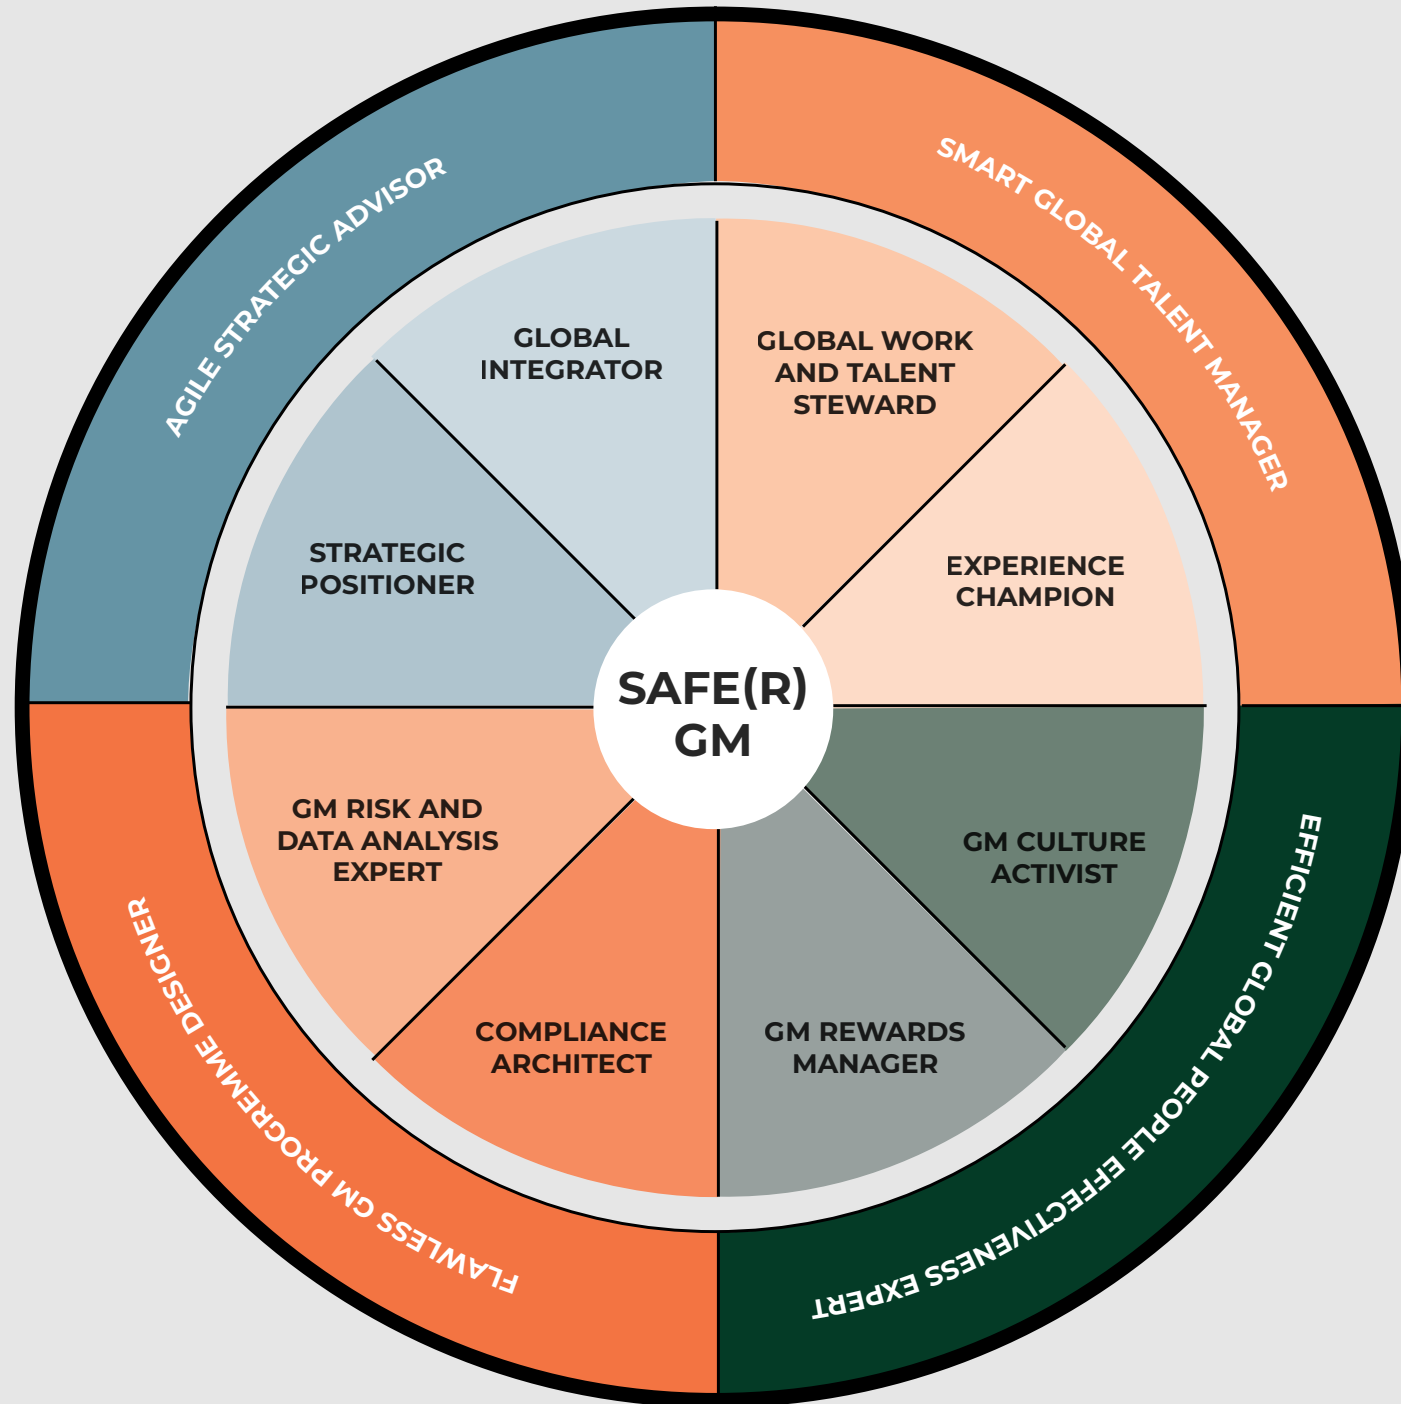 AGILE STRATEGIC ADVISOR
SMART GLOBAL TALENT MANAGER
GLOBAL
INTEGRATOR
GLOBAL WORK
AND TALENT
STEWARD
STRATEGIC
POSITIONER
EXPERIENCE
CHAMPION
SAFE(R)
GM
GM RISK AND
DATA ANALYSIS
EXPERT
GM CULTURE
ACTIVIST
COMPLIANCE
ARCHITECT
GM REWARDS
MANAGER
FLAWLESS GM PROGREMME DESIGNER
EFFICIENT GLOBAL PEOPLE EFFECTIVENESS EXPERT